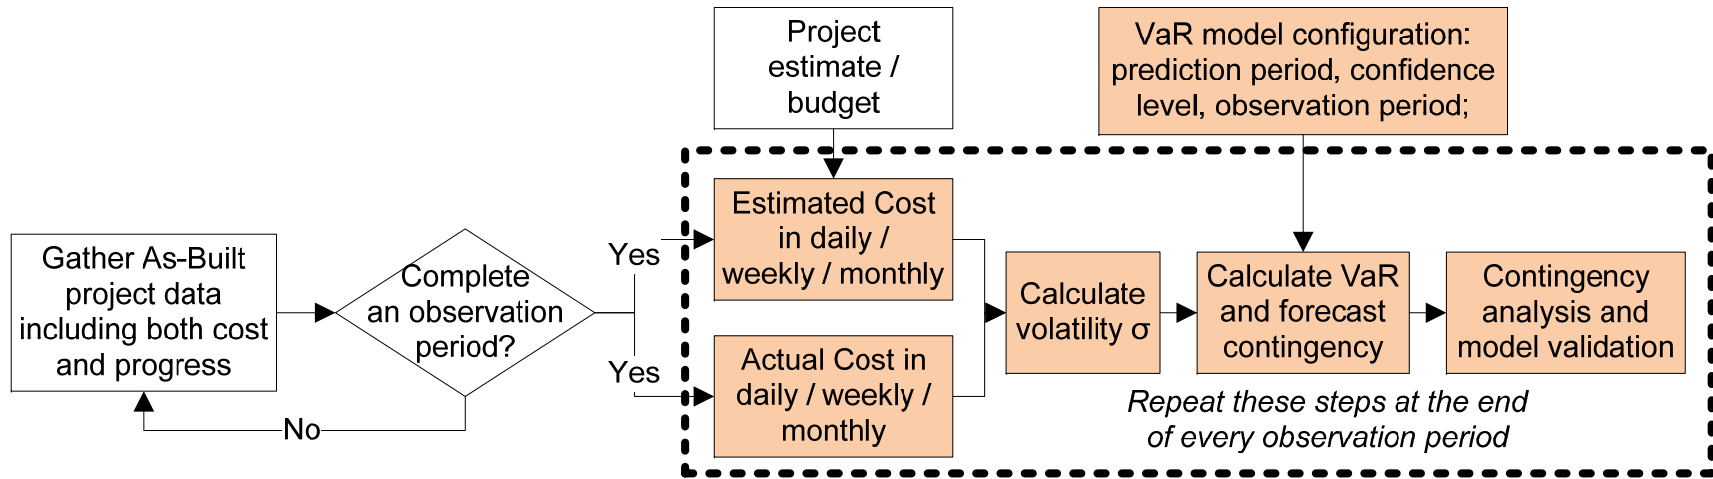 Project
estimate /
budget
VaR model configuration:
prediction period, confidence
level, observation period;
Gather As-Built
project data
including both cost
and progress
Complete
an observation
period?
No
Yes
Yes
Estimated Cost
in daily /
weekly / monthly
Actual Cost in
daily / weekly /
monthly
Calculate
volatility σ
Calculate VaR
and forecast
contingency
Contingency
analysis and
model validation
Repeat these steps at the end
of every observation period